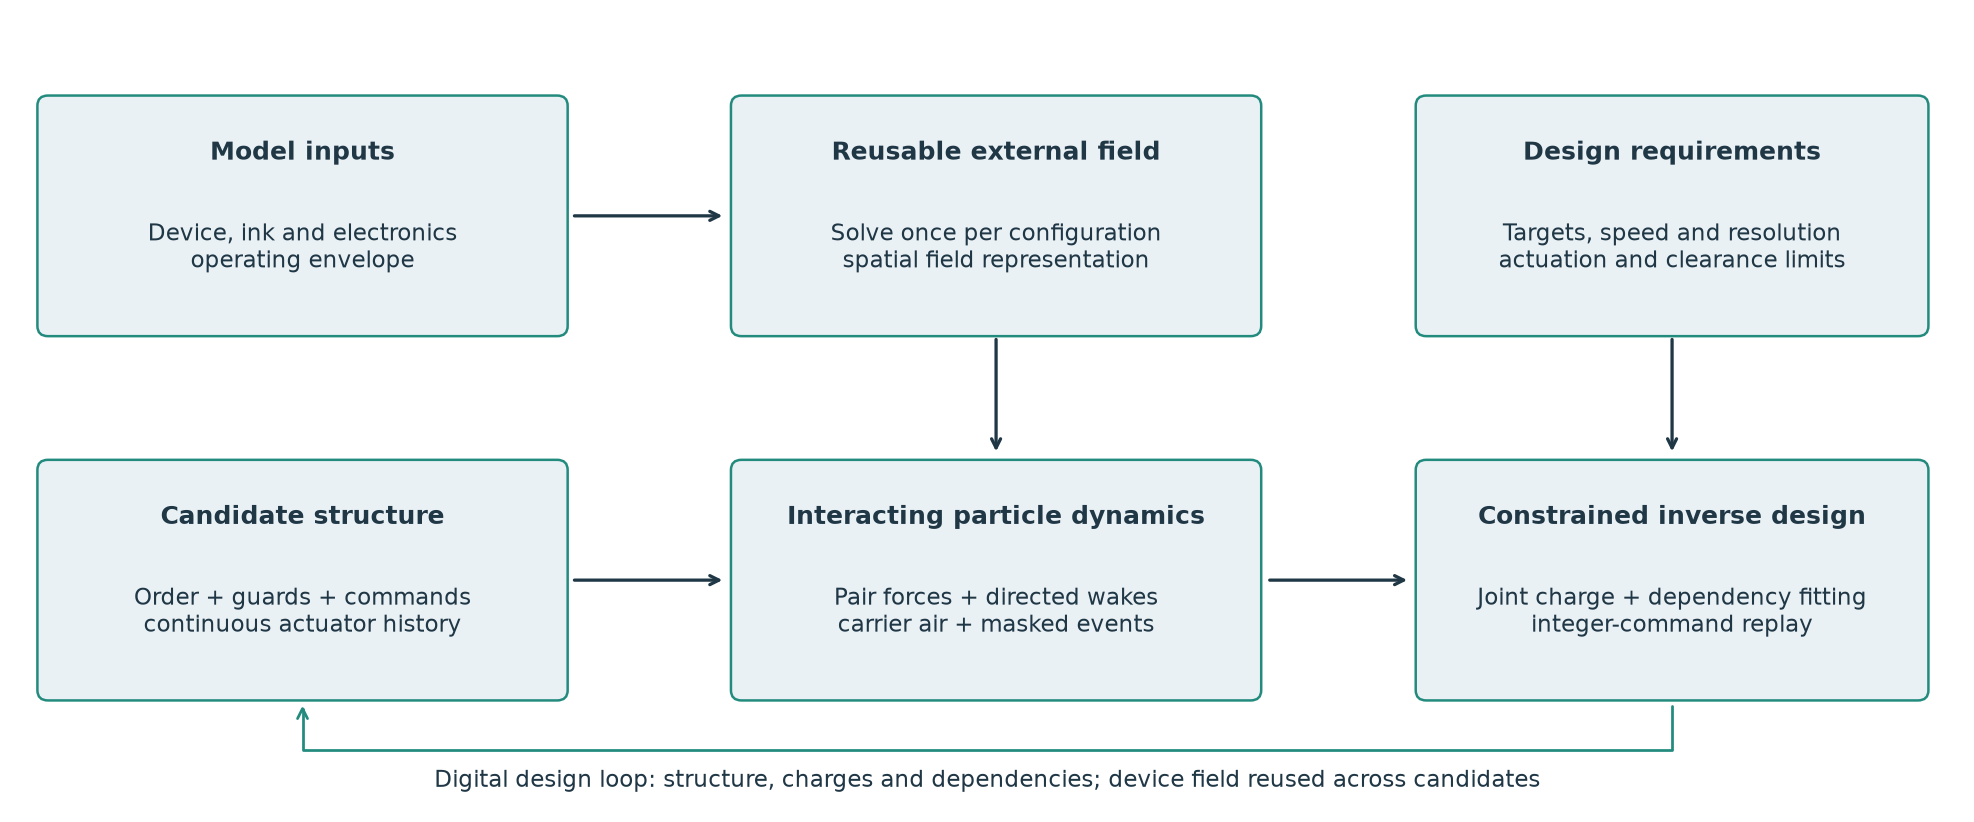 Model inputs
Device, ink and electronics
operating envelope
Reusable external field
Solve once per configuration
spatial field representation
Design requirements
Targets, speed and resolution
actuation and clearance limits
Candidate structure
Order + guards + commands
continuous actuator history
Interacting particle dynamics
Pair forces + directed wakes
carrier air + masked events
Constrained inverse design
Joint charge + dependency fitting
integer-command replay
Digital design loop: structure, charges and dependencies; device field reused across candidates